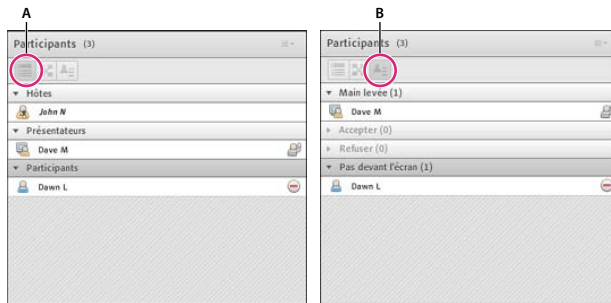 A
Participants (3)
Hôtes
John N
Présentateurs
Dave M
Participants
Dawn L
B
Participants (3)
Main levée (1)
Dave M
Accepter (0)
Refuser (0)
Pas devant l'écran (1)
Dawn L